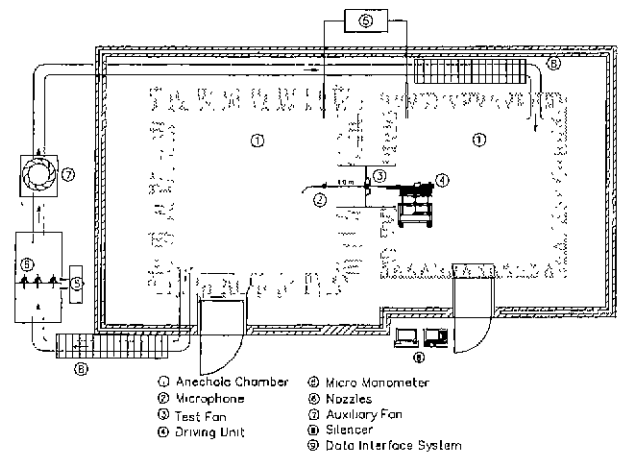 ⑤
⑧
①
①
③
④
1.0 m
②
⑦
⑥
⑤
⑧
⑨
① Anechoic Chamber
② Microphone
③ Test Fan
④ Driving Unit
⑤ Micro Manometer
⑥ Nozzles
⑦ Auxiliary Fan
⑧ Silencer
⑨ Data Interface System